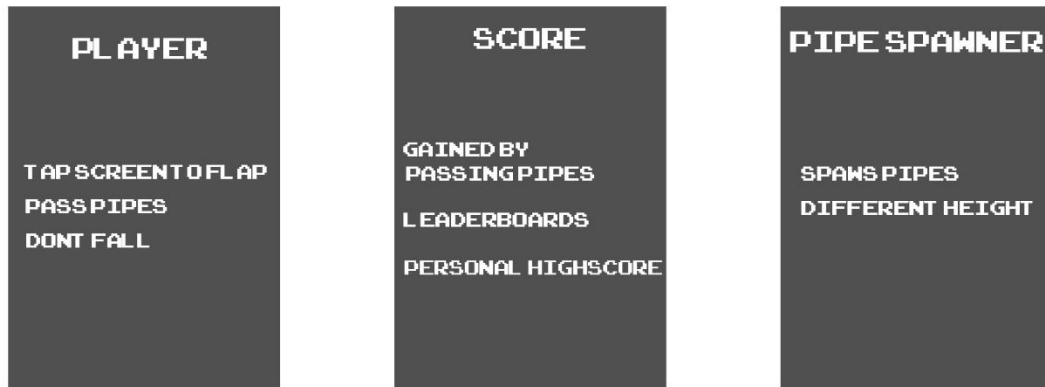 PLAYER
TAP SCREEN TO FLAP
PASS PIPES
DONT FALL
SCORE
GAINED BY
PASSING PIPES
LEADERBOARDS
PERSONAL HIGHSCORE
PIPE SPAWNER
SPAWS PIPES
DIFFERENT HEIGHT